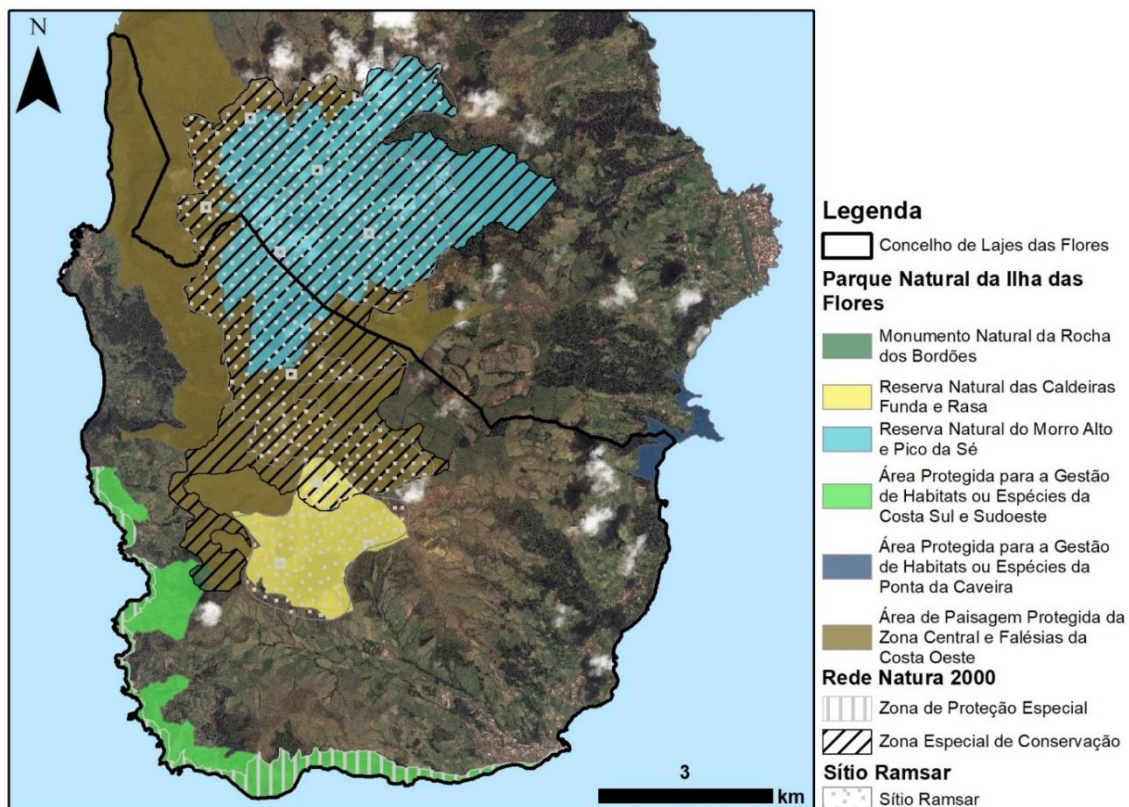 N
3
km
Legenda
Concelho de Lajes das Flores
Parque Natural da Ilha das
Flores
Monumento Natural da Rocha
dos Bordões
Reserva Natural das Caldeiras
Funda e Rasa
Reserva Natural do Morro Alto
e Pico da Sé
Área Protegida para a Gestão
de Habitats ou Espécies da
Costa Sul e Sudoeste
Área Protegida para a Gestão
de Habitats ou Espécies da
Ponta da Caveira
Área de Paisagem Protegida da
Zona Central e Falésias da
Costa Oeste
Rede Natura 2000
Zona de Proteção Especial
Zona Especial de Conservação
Sítio Ramsar
Sítio Ramsar